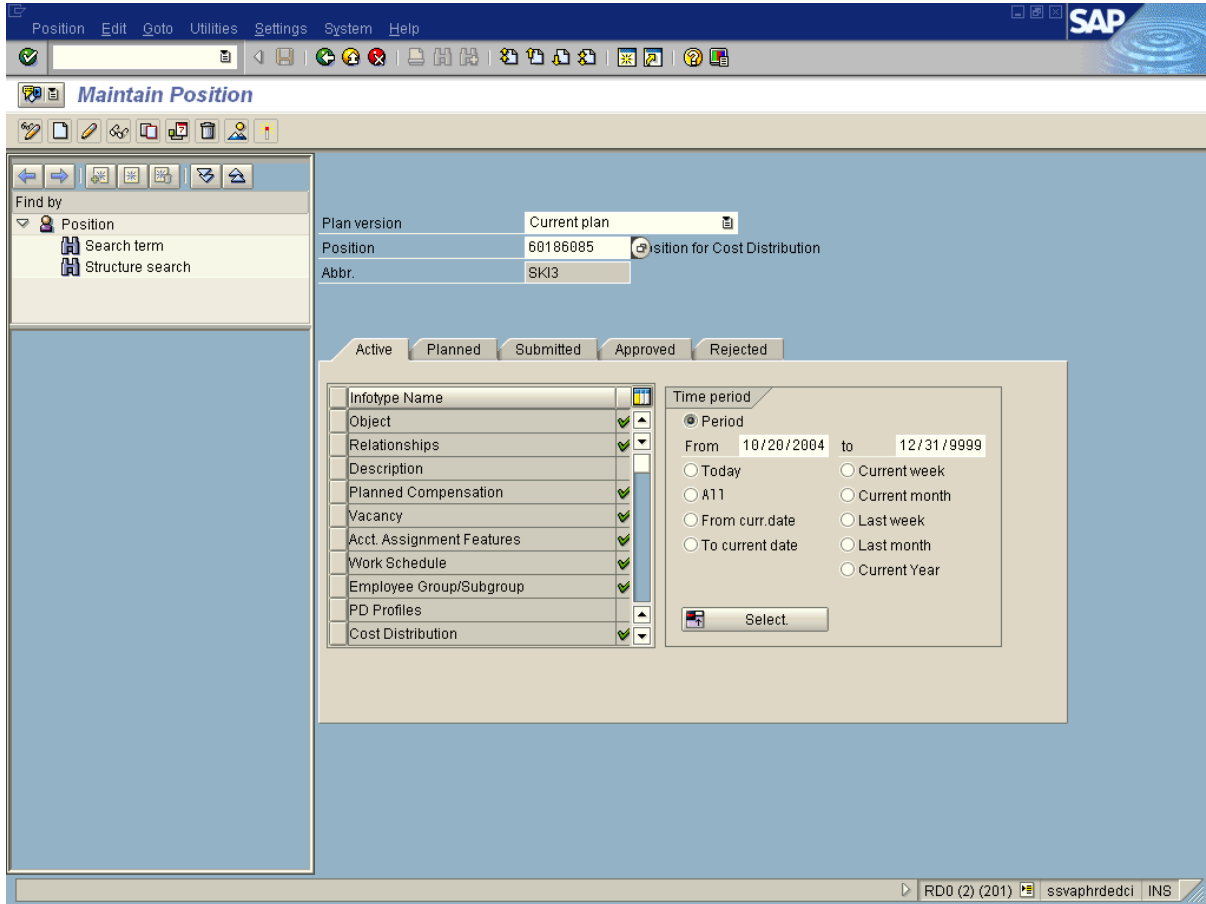 Position Edit Goto Utilities Settings System Help
SAP
Maintain Position
Find by
Position
Search term
Structure search
Plan version Current plan
Position 60186085 sition for Cost Distribution
Abbr. SKI3
Active Planned Submitted Approved Rejected
Infotype Name
Object
Relationships
Description
Planned Compensation
Vacancy
Acct. Assignment Features
Work Schedule
Employee Group/Subgroup
PD Profiles
Cost Distribution
Time period
Period
From 10/20/2004 to 12/31/9999
Today Current week
All Current month
From curr.date Last week
To current date Last month
Current Year
Select.
RD0 (2) (201) ssvaphrdedci INS